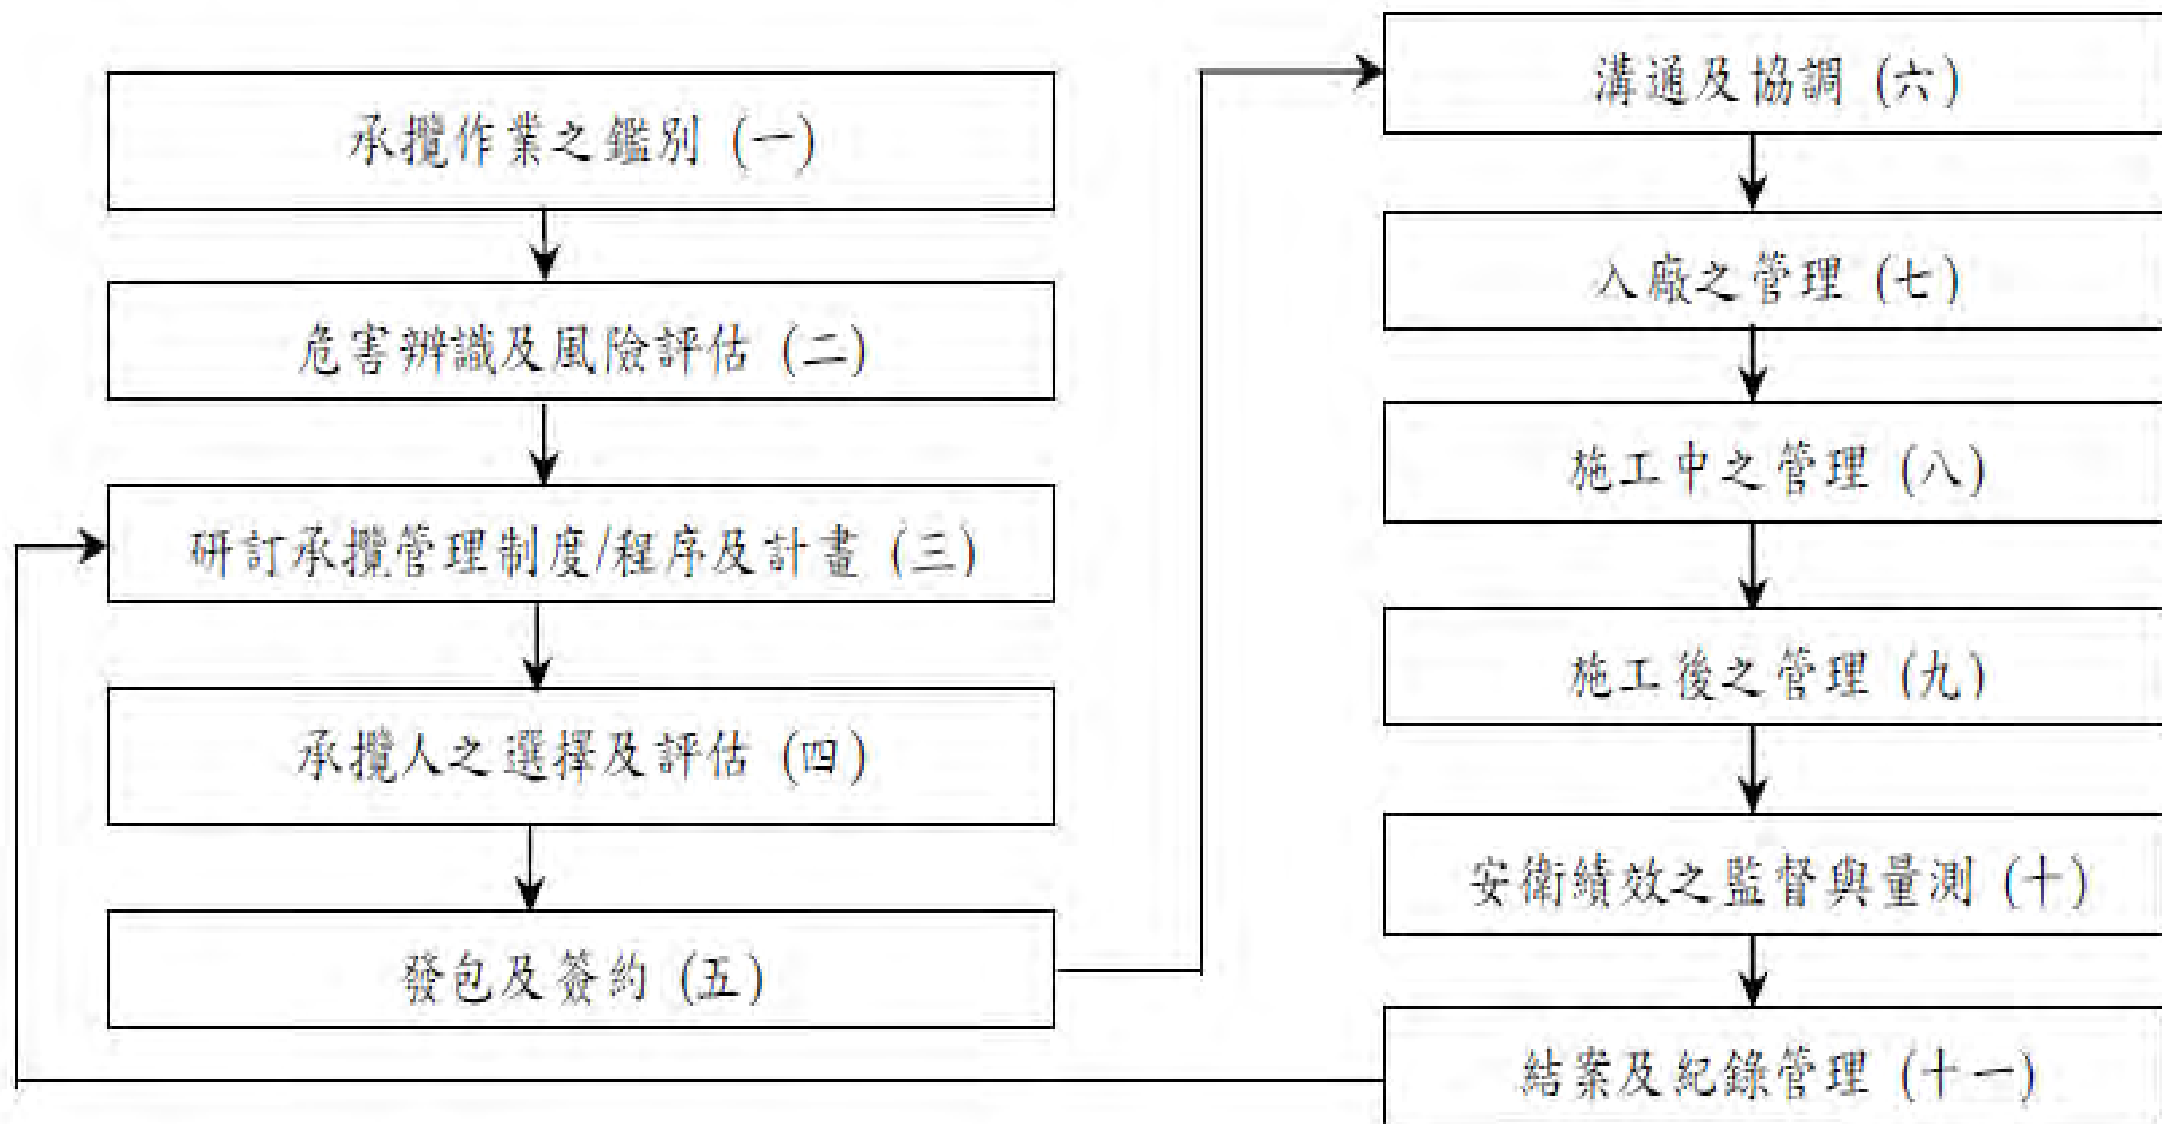 承攬作業之鑑別 (一)
危害辨識及風險評估 (二)
研訂承攬管理制度/程序及計畫 (三)
承攬人之選擇及評估 (四)
發包及簽約 (五)
溝通及協調 (六)
入廠之管理 (七)
施工中之管理 (八)
施工後之管理 (九)
安衛績效之監督與量測 (十)
結案及紀錄管理 (十一)